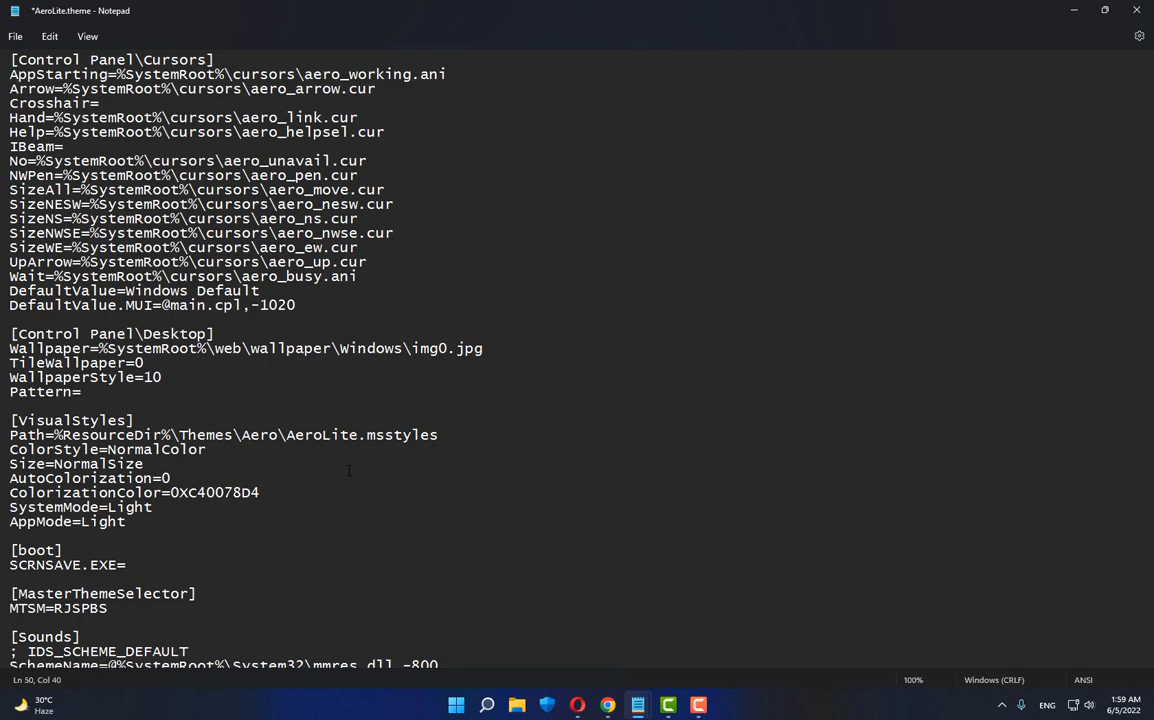 *AeroLite.theme - Notepad
File Edit View
[Control Panel\Cursors]
AppStarting=%SystemRoot%\cursors\aero_working.ani
Arrow=%SystemRoot%\cursors\aero_arrow.cur
Crosshair=
Hand=%SystemRoot%\cursors\aero_link.cur
Help=%SystemRoot%\cursors\aero_helpsel.cur
IBeam=
No=%SystemRoot%\cursors\aero_unavail.cur
NWPen=%SystemRoot%\cursors\aero_pen.cur
SizeAll=%SystemRoot%\cursors\aero_move.cur
SizeNESW=%SystemRoot%\cursors\aero_nesw.cur
SizeNS=%SystemRoot%\cursors\aero_ns.cur
SizeNWSE=%SystemRoot%\cursors\aero_nwse.cur
SizeWE=%SystemRoot%\cursors\aero_ew.cur
UpArrow=%SystemRoot%\cursors\aero_up.cur
Wait=%SystemRoot%\cursors\aero_busy.ani
DefaultValue=Windows Default
DefaultValue.MUI=@main.cpl,-1020
[Control Panel\Desktop]
Wallpaper=%SystemRoot%\web\wallpaper\Windows\img0.jpg
TileWallpaper=0
WallpaperStyle=10
Pattern=
[VisualStyles]
Path=%ResourceDir%\Themes\Aero\AeroLite.msstyles
ColorStyle=NormalColor
Size=NormalSize
AutoColorization=0
ColorizationColor=0XC40078D4
SystemMode=Light
AppMode=Light
[boot]
SCRNSAVE.EXE=
[MasterThemeSelector]
MTSM=RJSPBS
[Sounds]
; IDS_SCHEME_DEFAULT
SchemeName=@%SystemRoot%\System32\mmres.dll,-800
Ln 50, Col 40 100% Windows (CRLF) ANSI
30°C
Haze
ENG
1:59 AM
6/5/2022